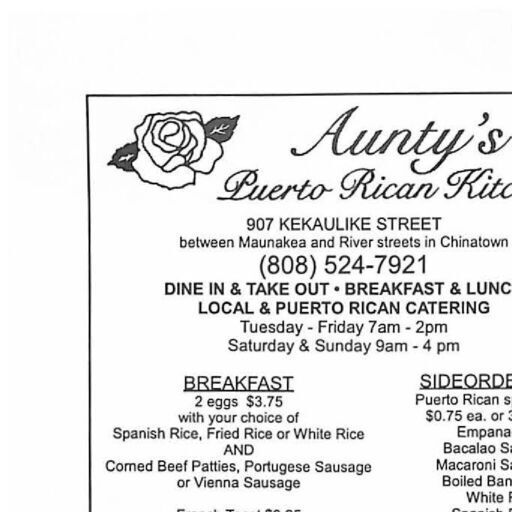 Aunty's
Puerto Rican Kitc
907 KEKAULIKE STREET
between Maunakea and River streets in Chinatown
(808) 524-7921
DINE IN & TAKE OUT • BREAKFAST & LUNC
LOCAL & PUERTO RICAN CATERING
Tuesday - Friday 7am - 2pm
Saturday & Sunday 9am - 4 pm
BREAKFAST
2 eggs $3.75
with your choice of
Spanish Rice, Fried Rice or White Rice
AND
Corned Beef Patties, Portugese Sausage
or Vienna Sausage
SIDEORDE
Puerto Rican s
$0.75 ea. or
Empana
Bacalao Sa
Macaroni Sa
Boiled Ban
White